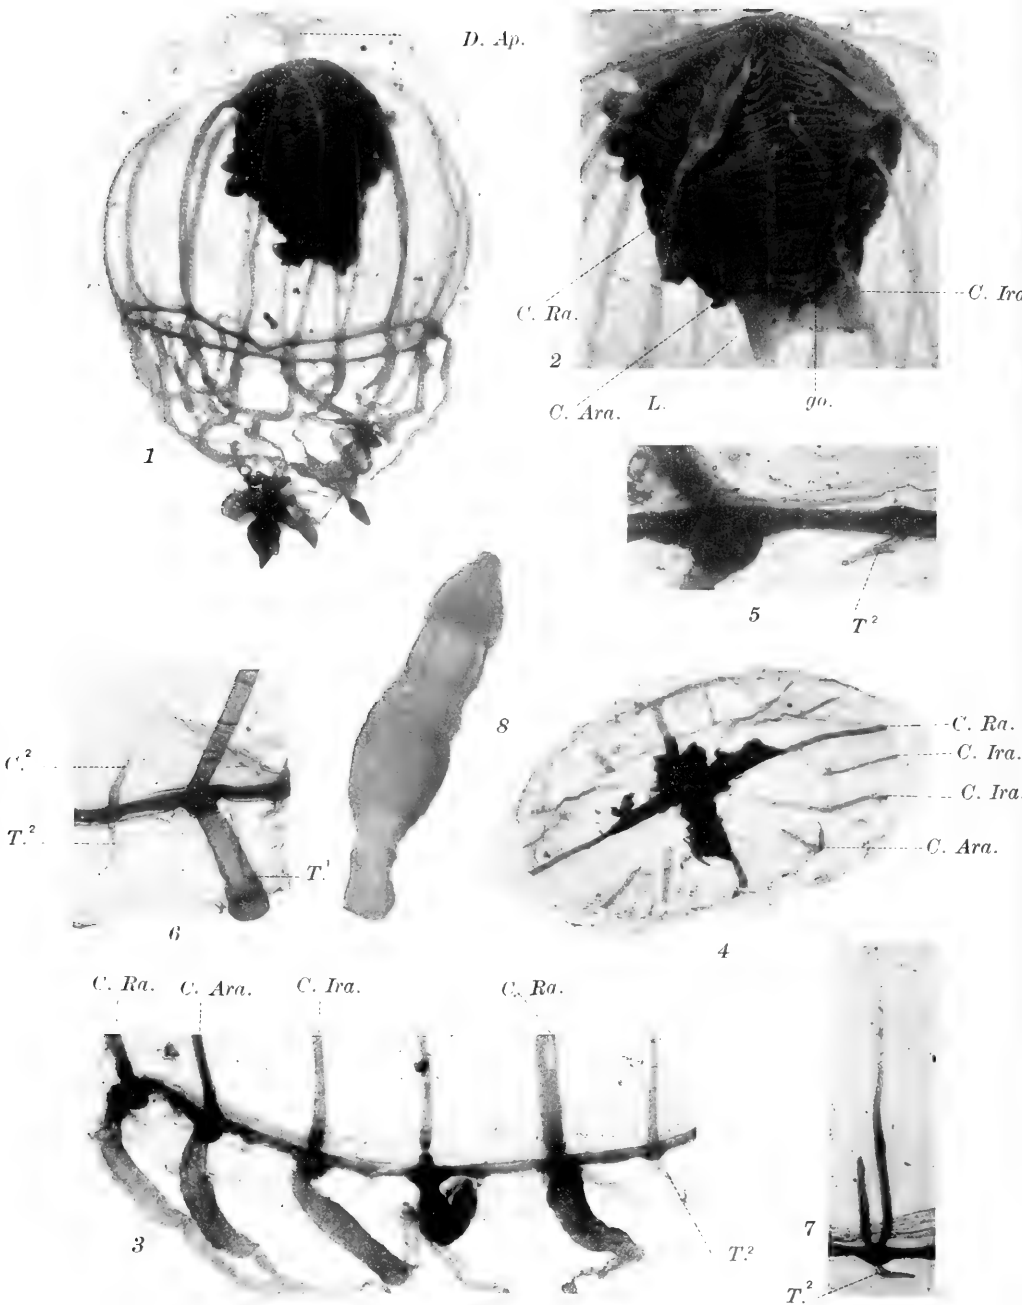 D. Ap.
C. Ra.
C. Ira
2
C. Ara.
L.
go.
1
5
T.²
8
C.²
T.²
T.¹
6
C. Ra.
C. Ira.
C. Ira.
C. Ara.
4
C. Ra.
C. Ara.
C. Ira.
C. Ra.
3
T.²
7
T.²